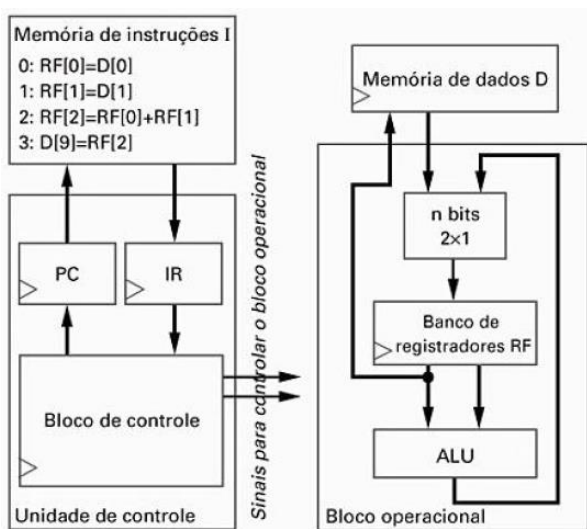 Memória de instruções I
0: RF[0]=D[0]
1: RF[1]=D[1]
2: RF[2]=RF[0]+RF[1]
3: D[9]=RF[2]
PC
IR
Bloco de controle
Unidade de controle
Sinais para controlar o bloco operacional
Memória de dados D
n bits
2×1
Banco de
registradores RF
ALU
Bloco operacional